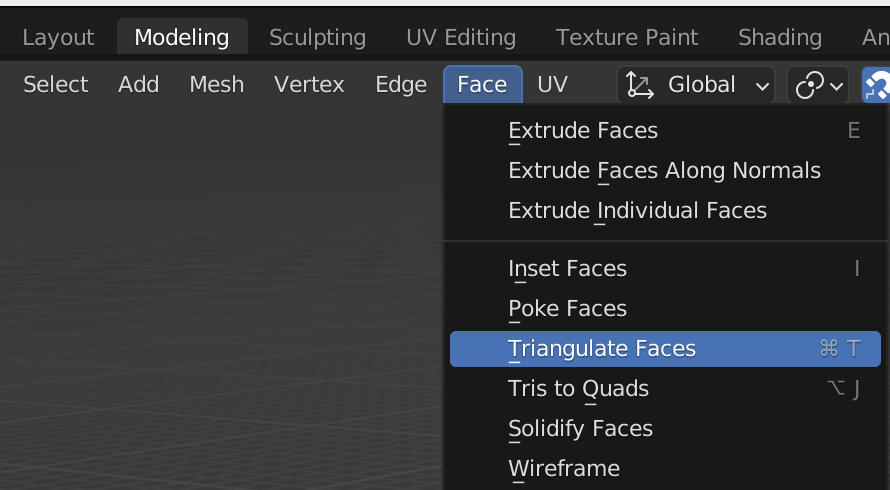 Layout Modeling Sculpting UV Editing Texture Paint Shading An
Select Add Mesh Vertex Edge Face UV Global
Extrude Faces E
Extrude Faces Along Normals
Extrude Individual Faces
Inset Faces I
Poke Faces
Triangulate Faces ⌘ T
Tris to Quads ⌥ J
Solidify Faces
Wireframe